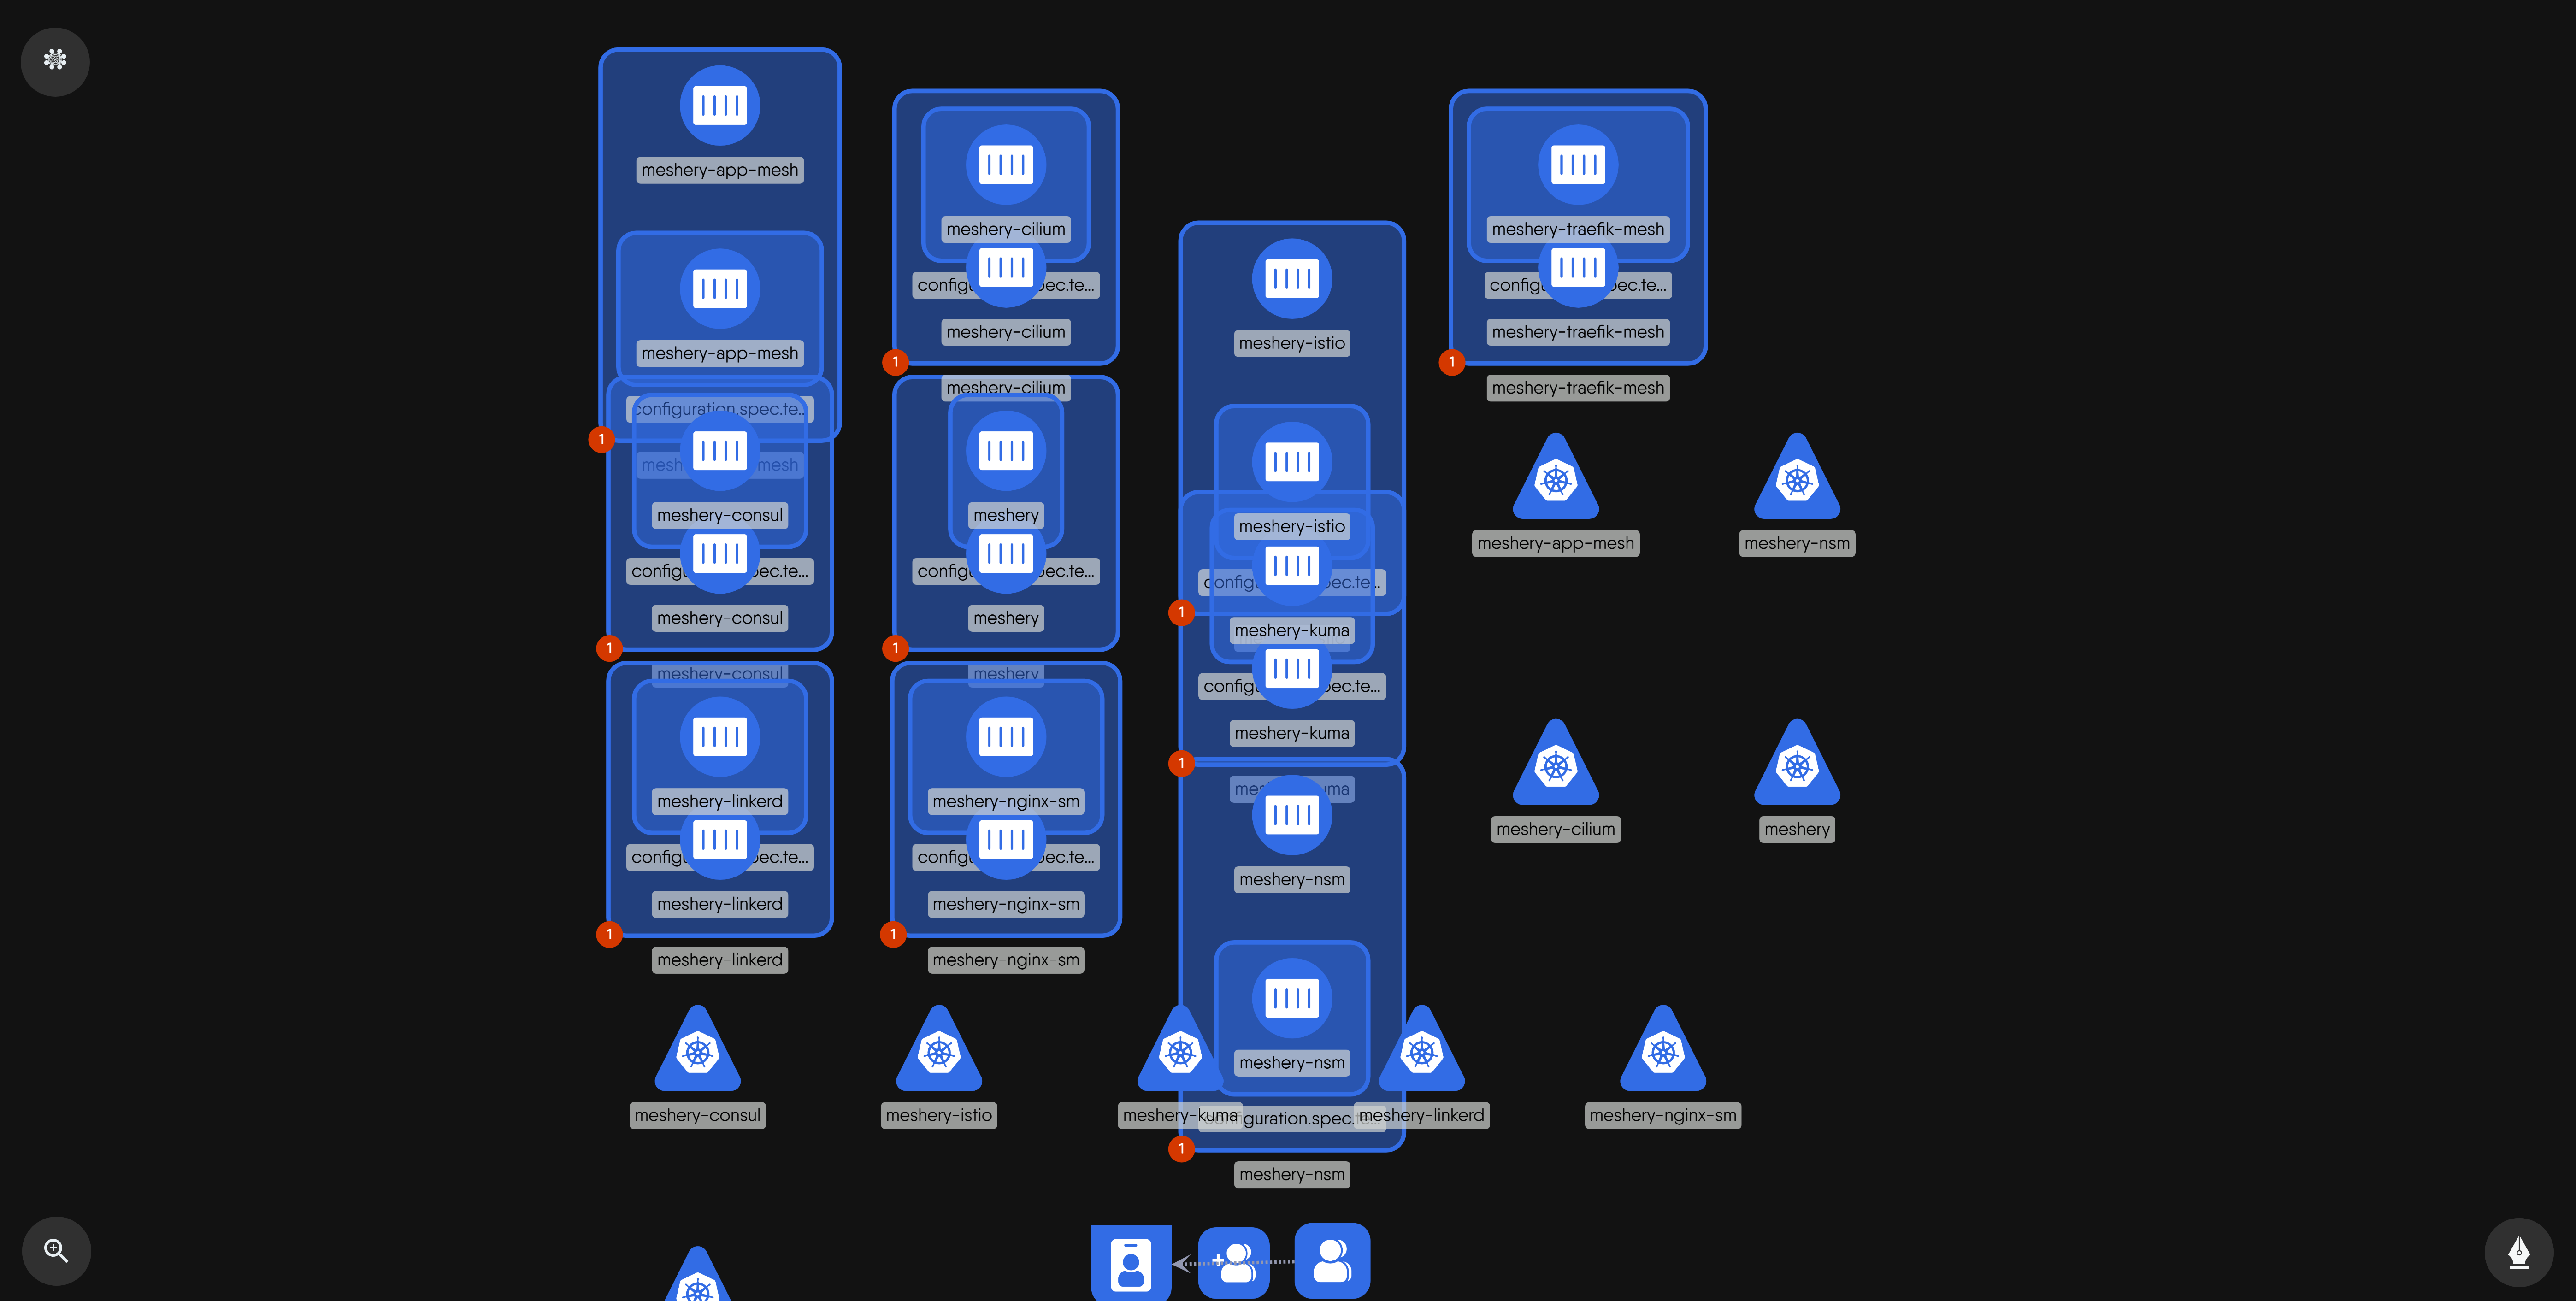 meshery-app-mesh
meshery-app-mesh
configuration.spec.te...
1
mesh mesh
meshery-consul
config pec.te...
meshery-consul
1
meshery-consul
meshery-linkerd
config pec.te...
meshery-linkerd
1
meshery-linkerd
meshery-cilium
config pec.te...
meshery-cilium
1
meshery-cilium
meshery
config pec.te...
meshery
1
meshery
meshery-nginx-sm
config pec.te...
meshery-nginx-sm
1
meshery-nginx-sm
meshery-istio
meshery-istio
config pec.te...
1
meshery-kuma
config pec.te...
meshery-kuma
1
mes uma
meshery-nsm
meshery-nsm
iguration.spec.
1
meshery-nsm
meshery-traefik-mesh
config pec.te...
meshery-traefik-mesh
1
meshery-traefik-mesh
meshery-app-mesh
meshery-nsm
meshery-cilium
meshery
meshery-consul
meshery-istio
meshery-kuma
meshery-linkerd
meshery-nginx-sm